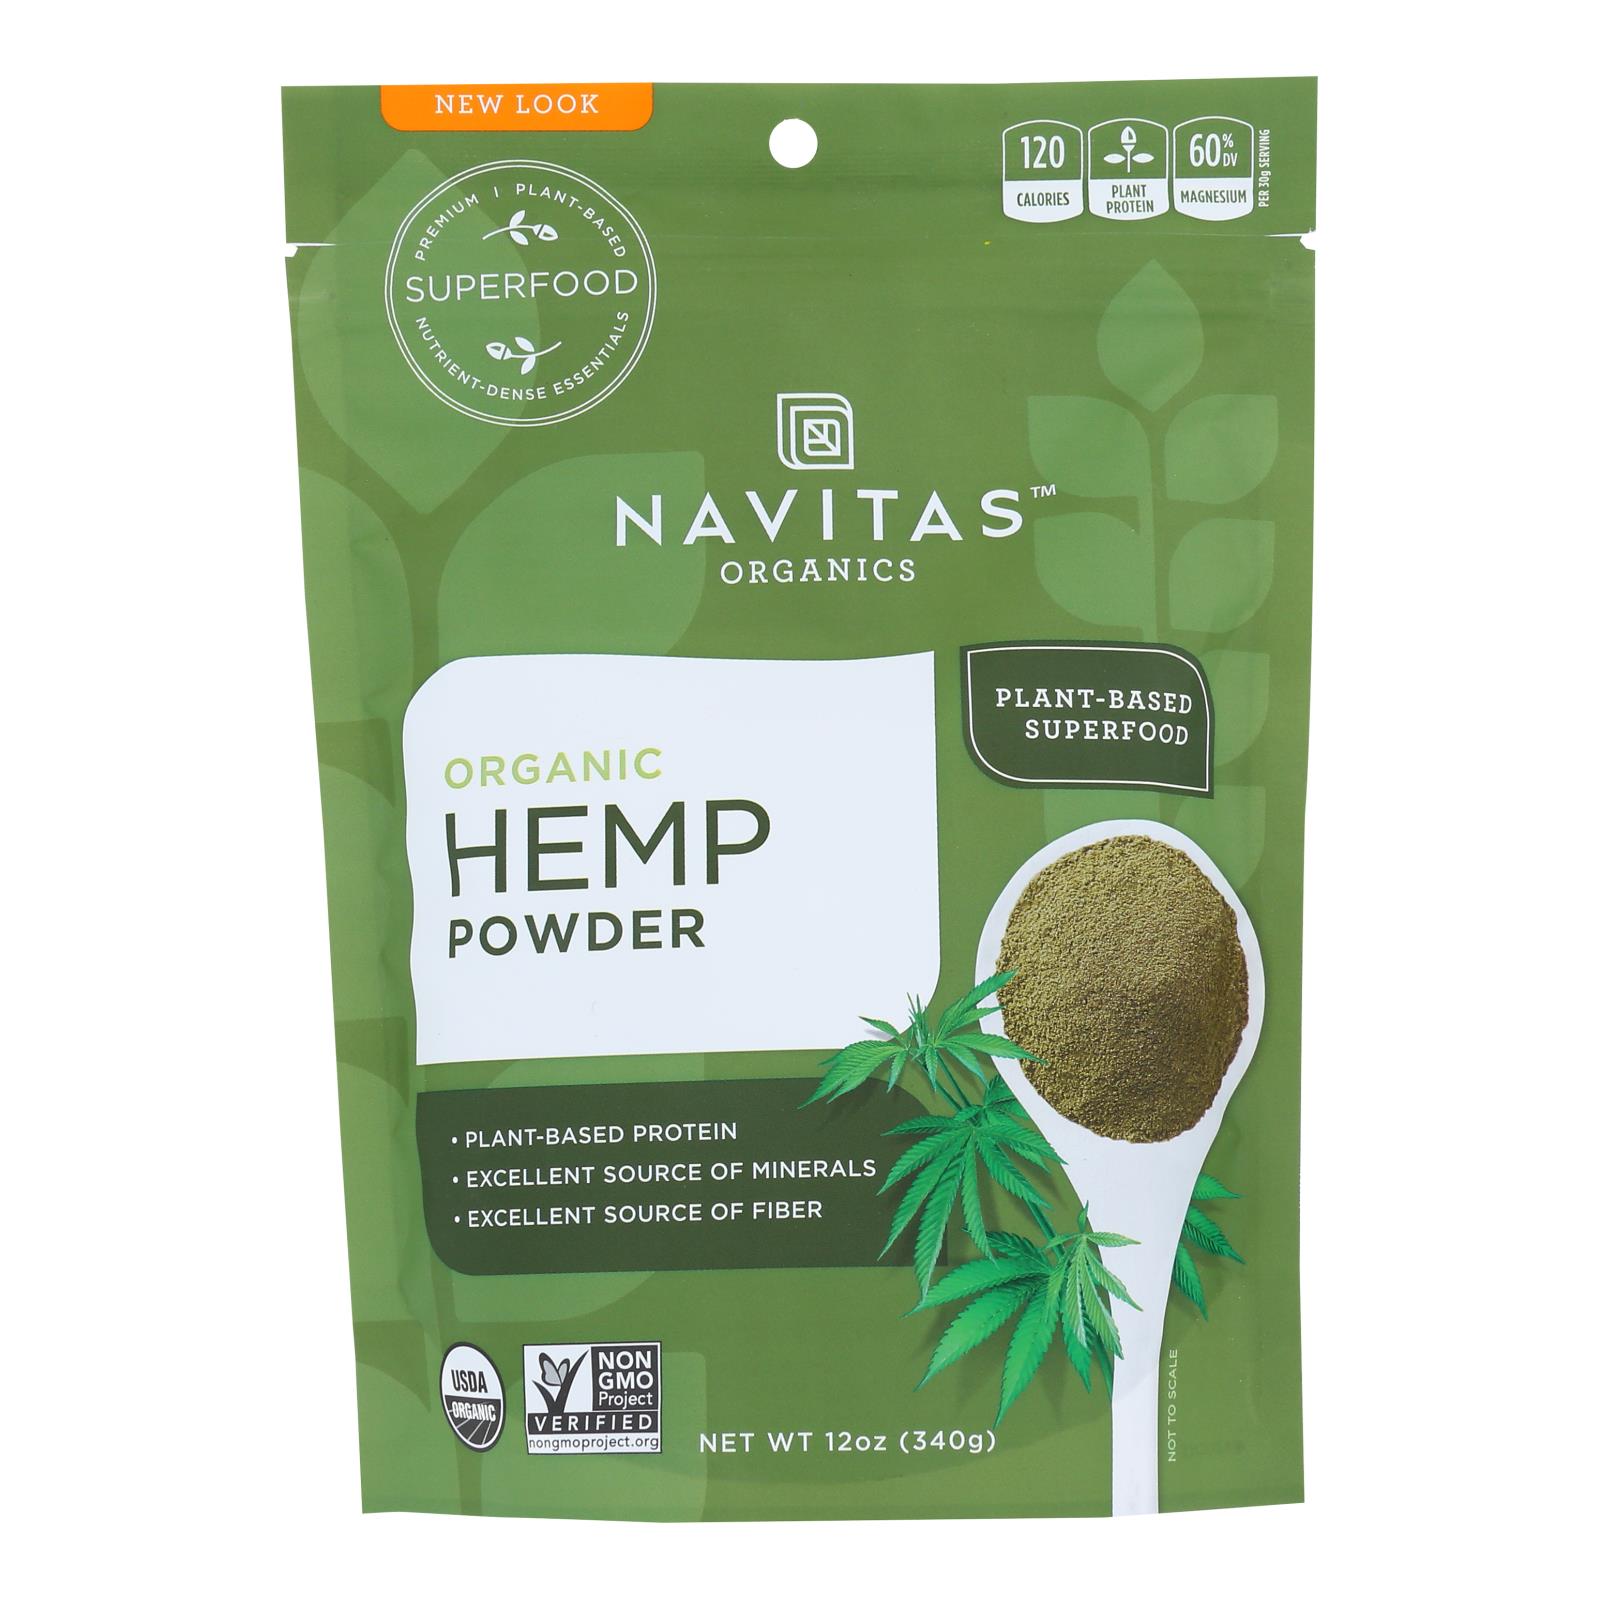 NEW LOOK
PREMIUM | PLANT-BASED
SUPERFOOD
NUTRIENT-DENSE ESSENTIALS
120
CALORIES
PLANT
PROTEIN
60% DV
MAGNESIUM
PER 30g SERVING
NAVITAS™
ORGANICS
PLANT-BASED
SUPERFOOD
ORGANIC
HEMP
POWDER
• PLANT-BASED PROTEIN
• EXCELLENT SOURCE OF MINERALS
• EXCELLENT SOURCE OF FIBER
USDA
ORGANIC
NON
GMO
Project
VERIFIED
nongmoproject.org
NET WT 12oz (340g)
NOT TO SCALE